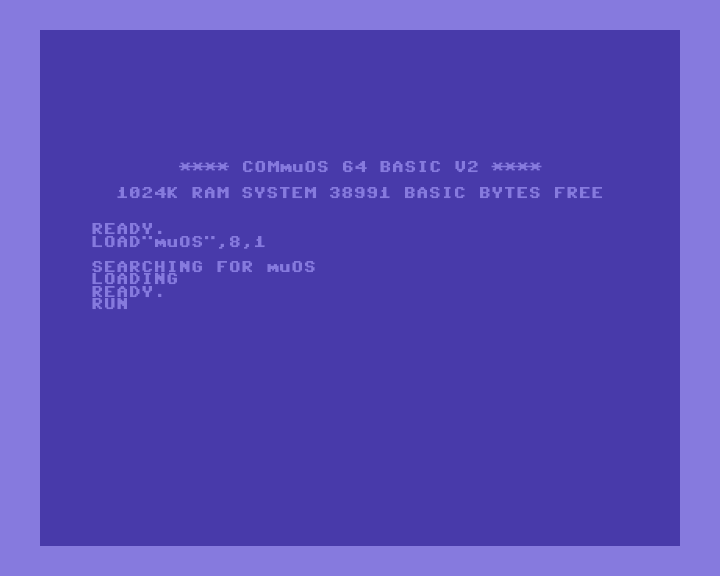 **** COMmuOS 64 BASIC V2 ****
1024K RAM SYSTEM 38991 BASIC BYTES FREE
READY.
LOAD"muOS",8,1
SEARCHING FOR muOS
LOADING
READY.
RUN